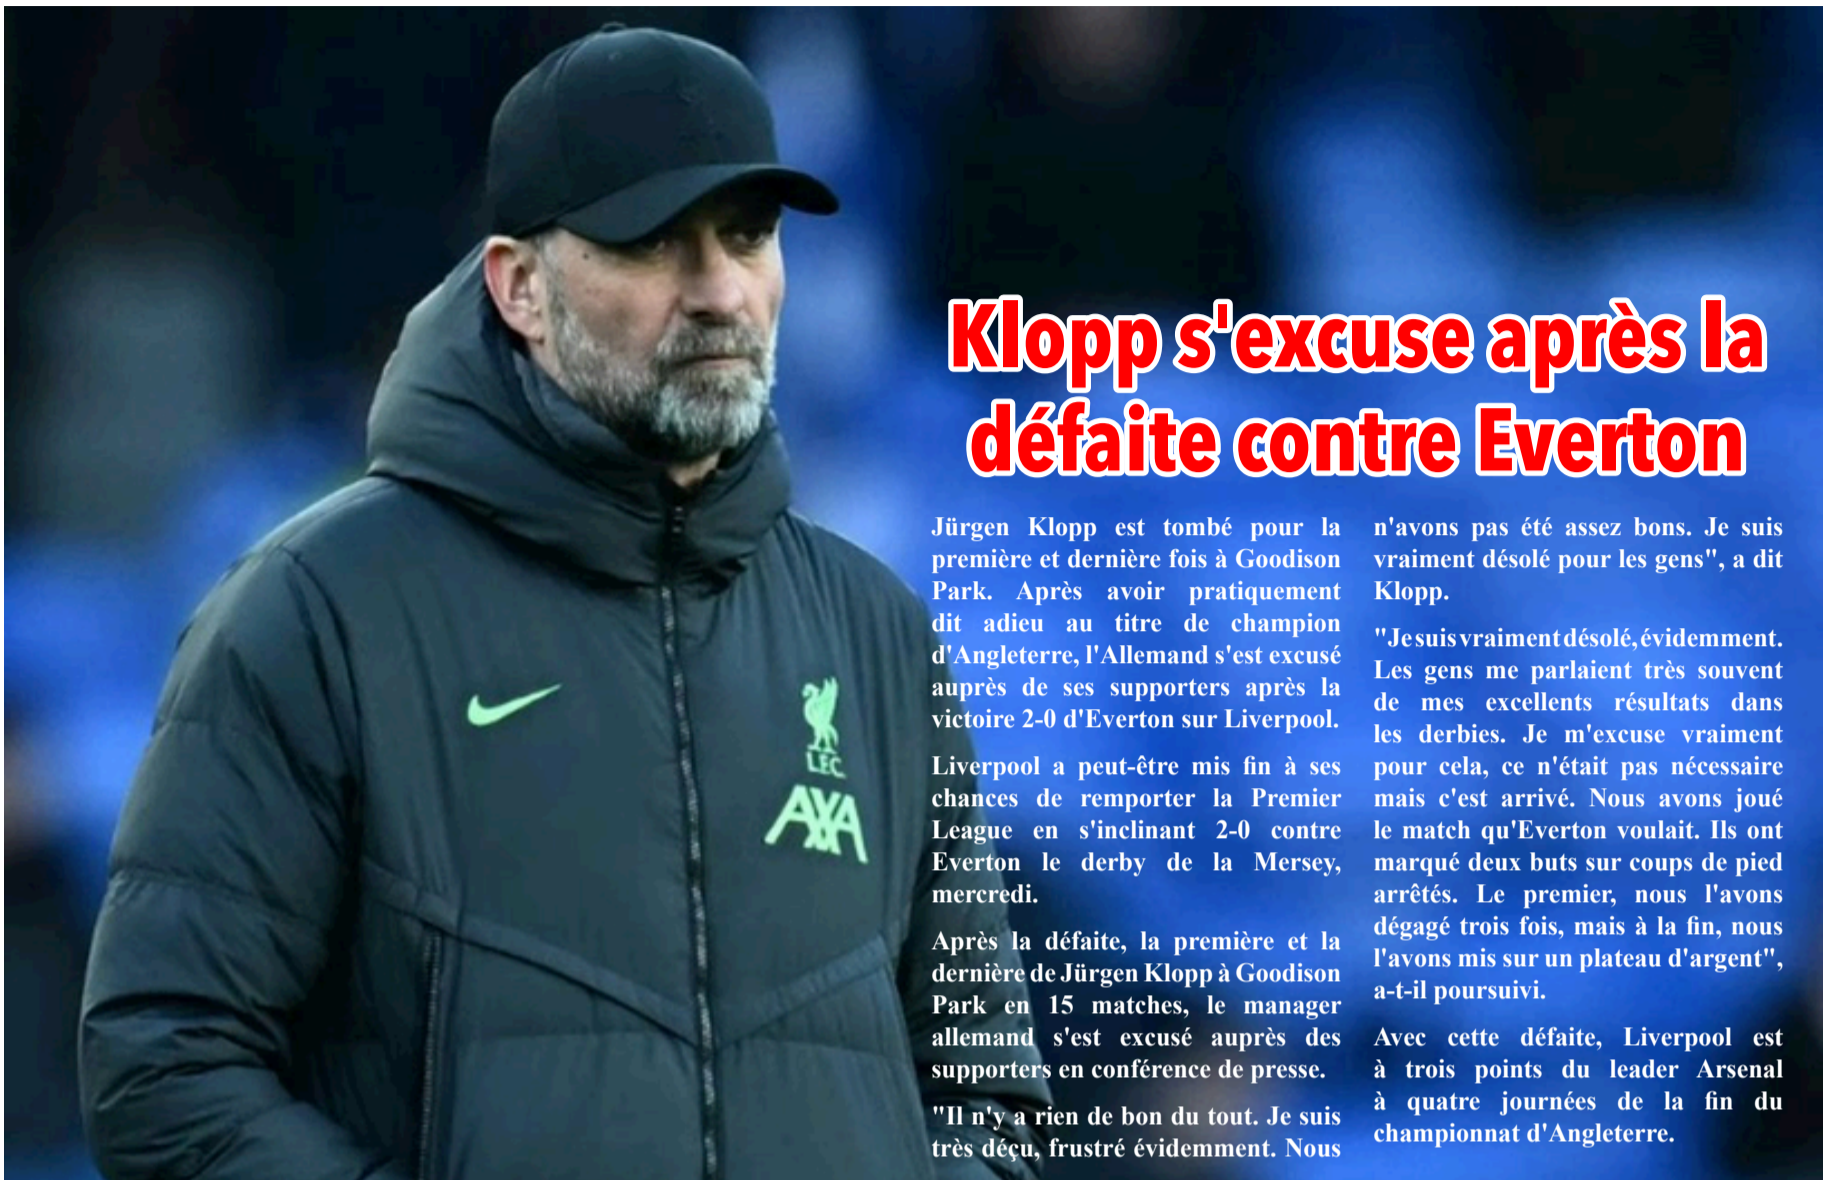 Klopp s'excuse après la
défaite contre Everton
Jürgen Klopp est tombé pour la
première et dernière fois à Goodison
Park. Après avoir pratiquement
dit adieu au titre de champion
d'Angleterre, l'Allemand s'est excusé
auprès de ses supporters après la
victoire 2-0 d'Everton sur Liverpool.
Liverpool a peut-être mis fin à ses
chances de remporter la Premier
League en s'inclinant 2-0 contre
Everton le derby de la Mersey,
mercredi.
Après la défaite, la première et la
dernière de Jürgen Klopp à Goodison
Park en 15 matches, le manager
allemand s'est excusé auprès des
supporters en conférence de presse.
"Il n'y a rien de bon du tout. Je suis
très déçu, frustré évidemment. Nous
n'avons pas été assez bons. Je suis
vraiment désolé pour les gens", a dit
Klopp.
"Je suis vraiment désolé, évidemment.
Les gens me parlaient très souvent
de mes excellents résultats dans
les derbies. Je m'excuse vraiment
pour cela, ce n'était pas nécessaire
mais c'est arrivé. Nous avons joué
le match qu'Everton voulait. Ils ont
marqué deux buts sur coups de pied
arrêtés. Le premier, nous l'avons
dégagé trois fois, mais à la fin, nous
l'avons mis sur un plateau d'argent",
a-t-il poursuivi.
Avec cette défaite, Liverpool est
à trois points du leader Arsenal
à quatre journées de la fin du
championnat d'Angleterre.
L.F.C.
AXA